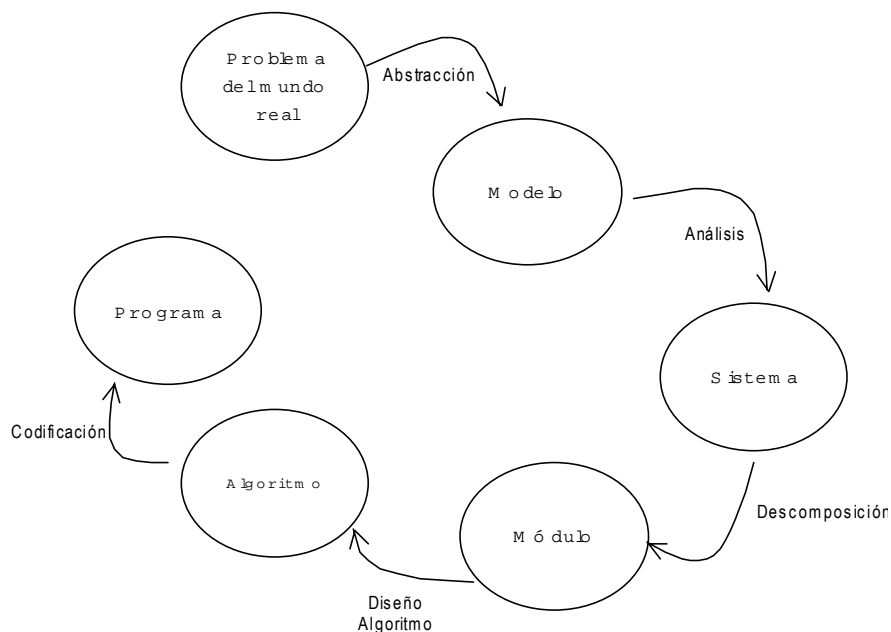 Problema
del mundo
real
Abstracción
Modelo
Análisis
Sistema
Descomposición
Módulo
Diseño
Algoritmo
Algoritmo
Codificación
Programa